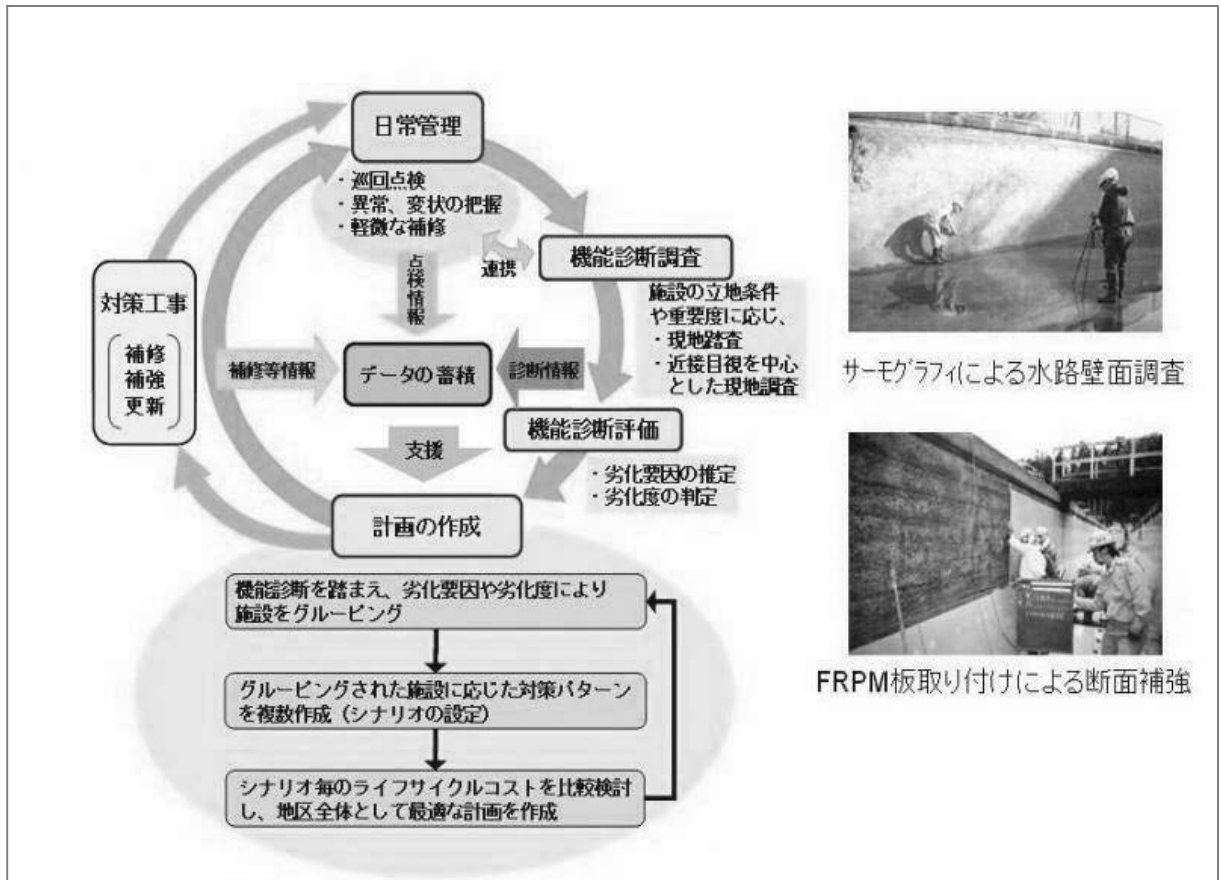 日常管理
・巡回点検
・異常、変状の把握
・軽微な補修
点検情報
連携
機能診断調査
施設の立地条件
や重要度に応じ、
・現地踏査
・近接目視を中心
とした現地調査
対策工事
補修
補強
更新
補修等情報
データの蓄積
診断情報
機能診断評価
・劣化要因の推定
・劣化度の判定
支援
計画の作成
機能診断を踏まえ、劣化要因や劣化度により
施設をグルーピング
グルーピングされた施設に応じた対策パターン
を複数作成（シナリオの設定）
シナリオ毎のライフサイクルコストを比較検討
し、地区全体として最適な計画を作成
サーモグラフィによる水路壁面調査
FRPM板取り付けによる断面補強